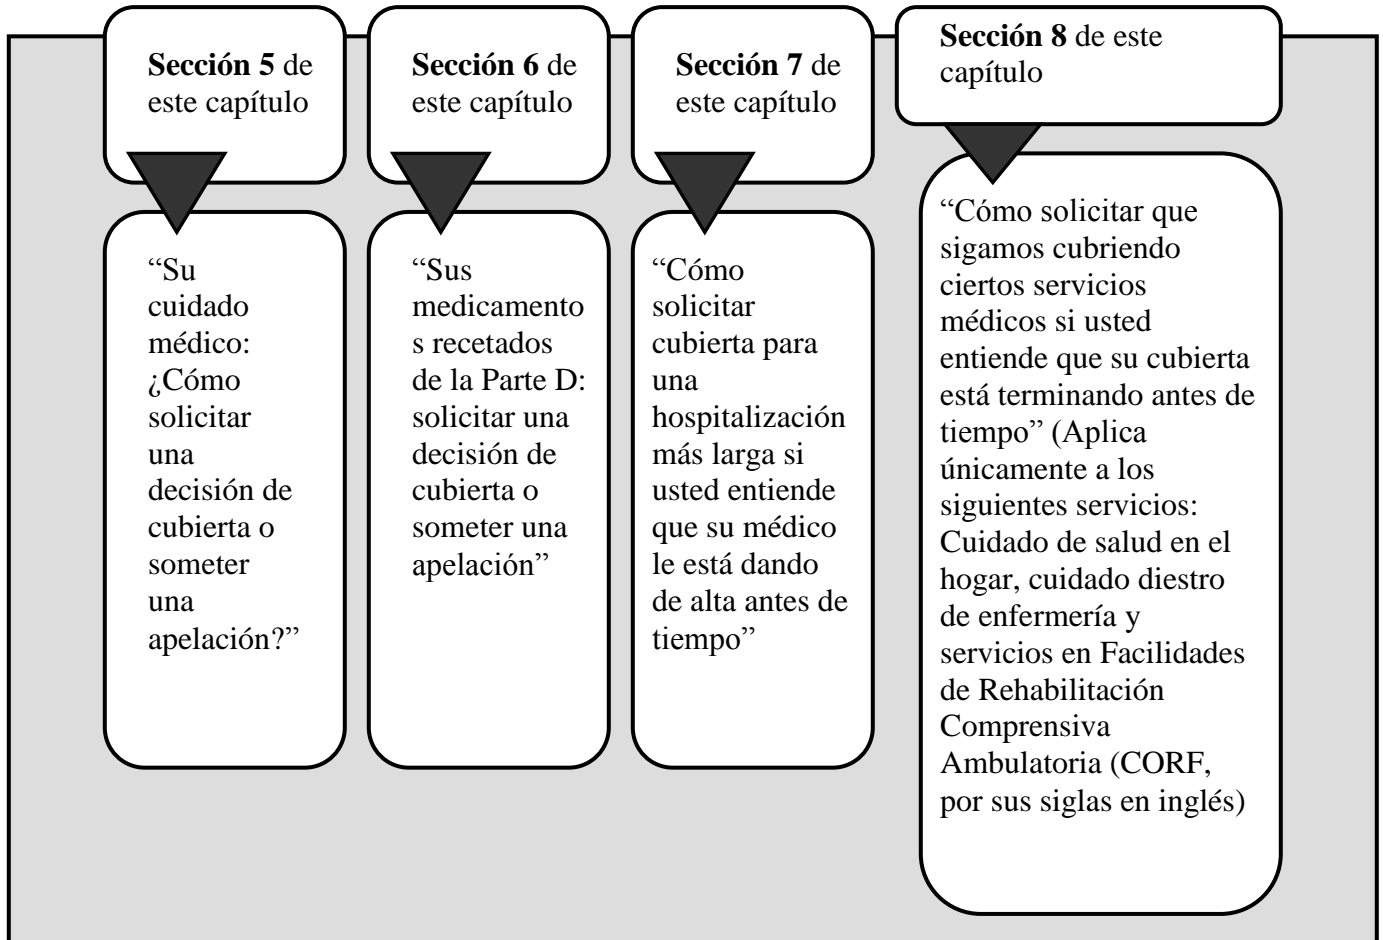 Sección 5 de
este capítulo
“Su
cuidado
médico:
¿Cómo
solicitar
una
decisión de
cubierta o
someter
una
apelación?”
Sección 6 de
este capítulo
“Sus
medicamento
s recetados
de la Parte D:
solicitar una
decisión de
cubierta o
someter una
apelación”
Sección 7 de
este capítulo
“Cómo
solicitar
cubierta para
una
hospitalización
más larga si
usted entiende
que su médico
le está dando
de alta antes de
tiempo”
Sección 8 de este
capítulo
“Cómo solicitar que
sigamos cubriendo
ciertos servicios
médicos si usted
entiende que su cubierta
está terminando antes de
tiempo” (Aplica
únicamente a los
siguientes servicios:
Cuidado de salud en el
hogar, cuidado diestro
de enfermería y
servicios en Facilidades
de Rehabilitación
Comprensiva
Ambulatoria (CORF,
por sus siglas en inglés)